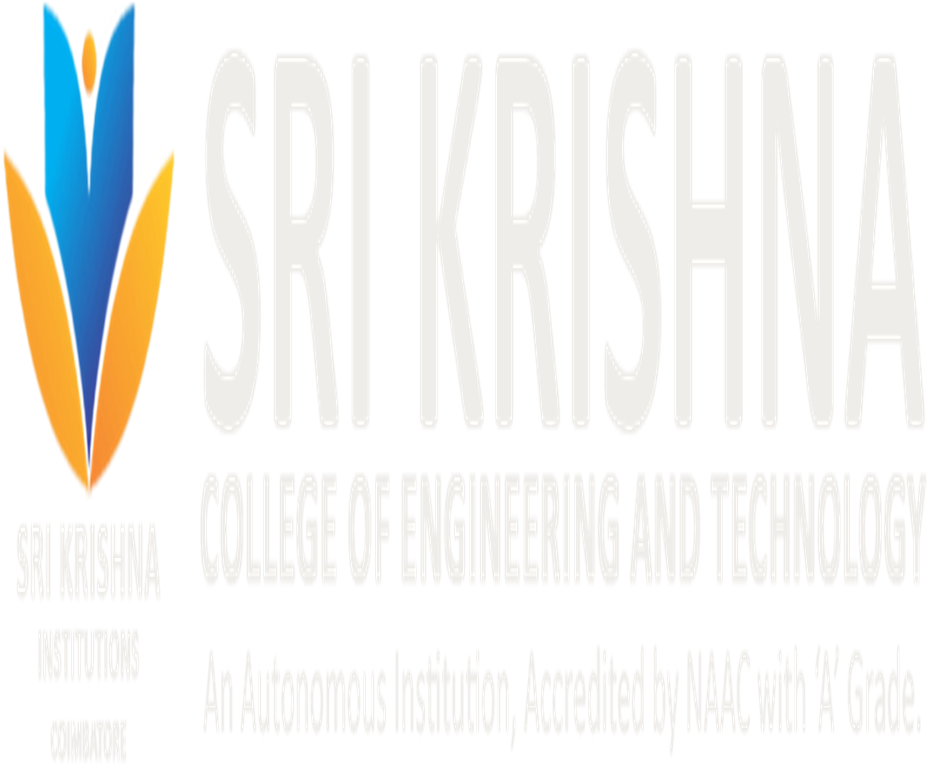 SRI KRISHNA
COLLEGE OF ENGINEERING AND TECHNOLOGY
An Autonomous Institution, Accredited by NAAC with ‘A’ Grade.
SRI KRISHNA
INSTITUTIONS
COIMBATORE